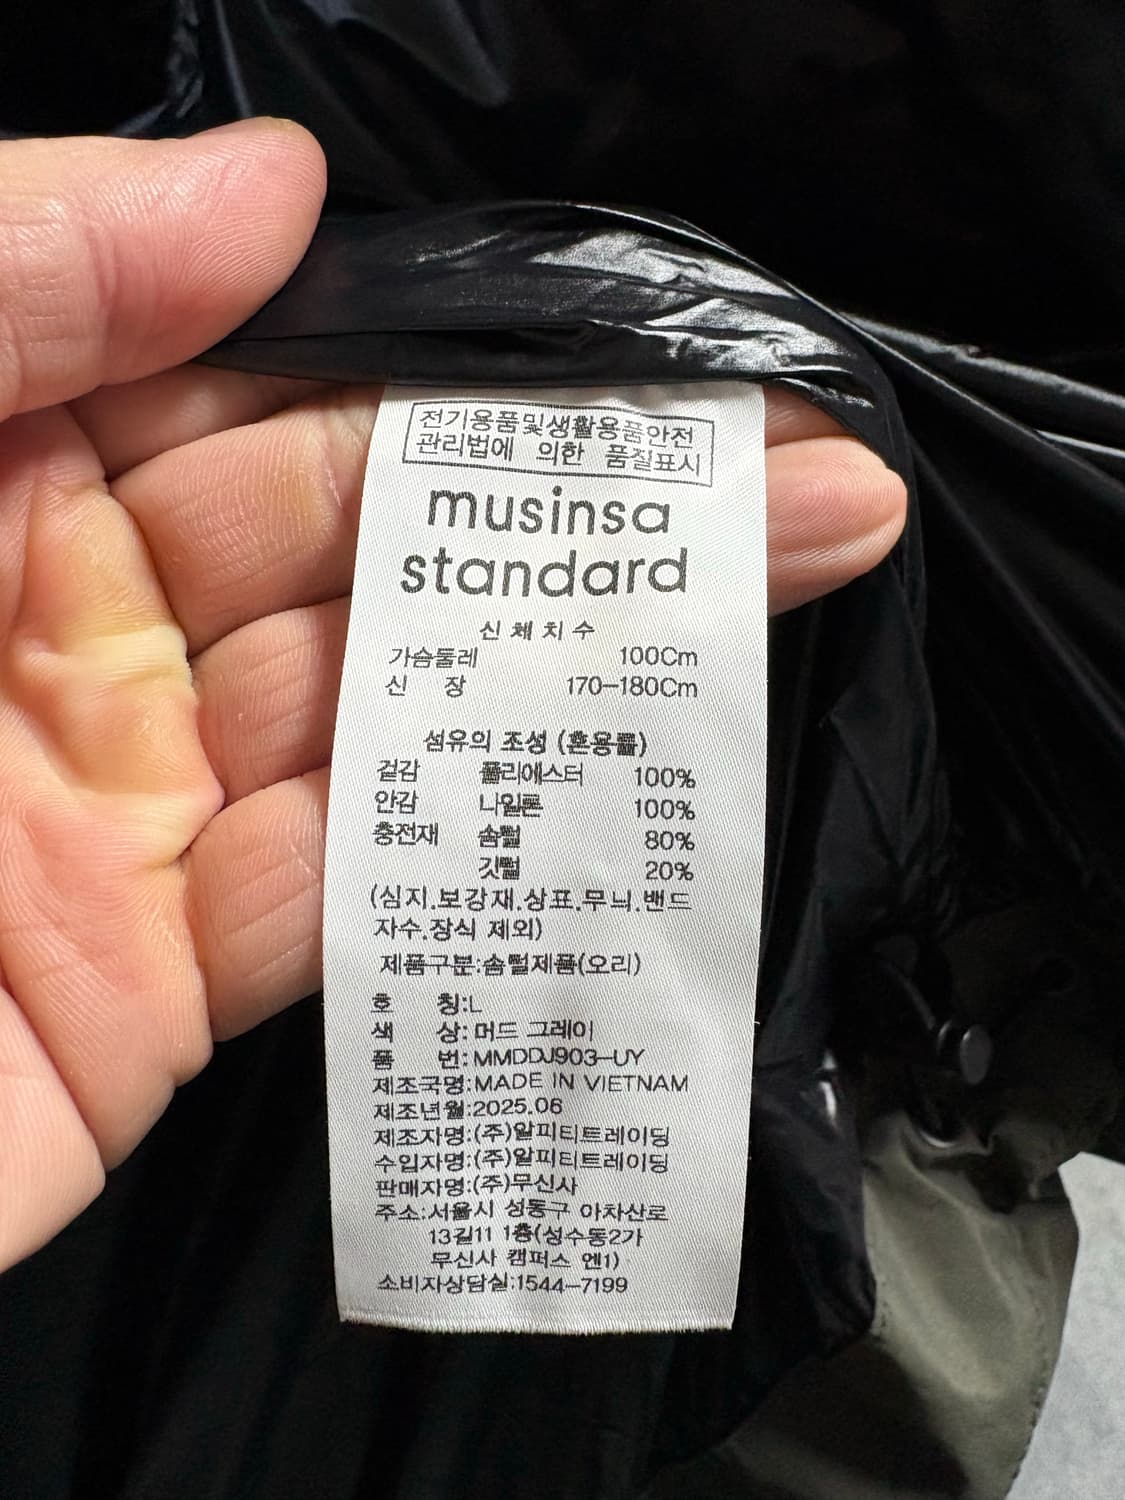 전기용품및생활용품안전
관리법에 의한 품질표시
musinsa
standard
신체치수
가슴둘레 100Cm
신 장 170-180Cm
섬유의 조성 (혼용률)
겉감 폴리에스터 100%
안감 나일론 100%
충전재 솜털 80%
깃털 20%
(심지.보강재.상표.무늬.밴드
자수.장식 제외)
제품구분:솜털제품(오리)
호 칭:L
색 상:머드 그레이
품 번:MMDDJ903-UY
제조국명:MADE IN VIETNAM
제조년월:2025.06
제조자명:(주)알피티트레이딩
수입자명:(주)알피티트레이딩
판매자명:(주)무신사
주소:서울시 성동구 아차산로
13길11 1층(성수동2가
무신사 캠퍼스 엔1)
소비자상담실:1544-7199